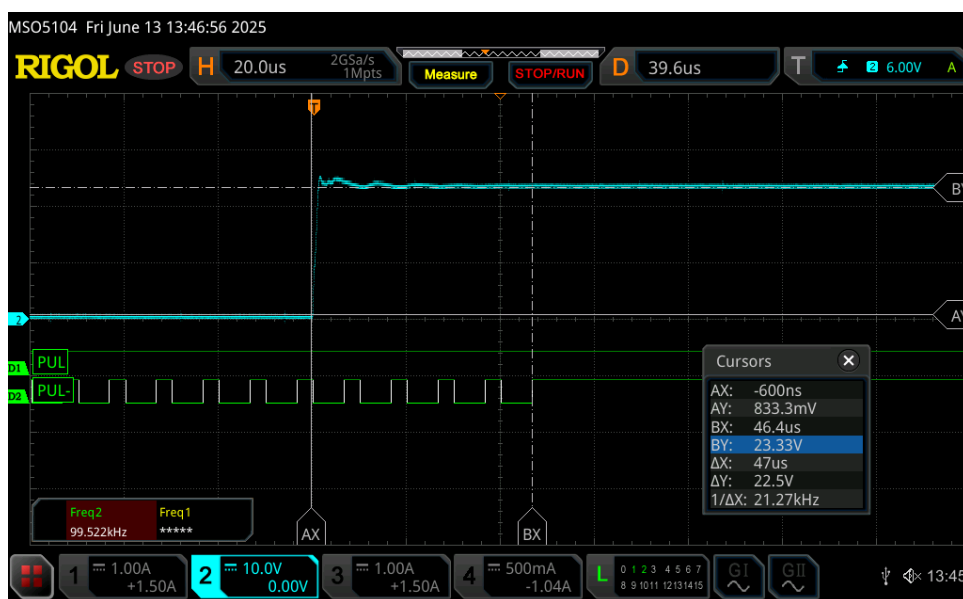 MSO5104 Fri June 13 13:46:56 2025
RIGOL STOP H 20.0us 2GSa/s 1Mpts Measure STOP/RUN D 39.6us T 2 6.00V A
T
BY
2 AY
D1 PUL
D2 PUL-
Cursors
AX: -600ns
AY: 833.3mV
BX: 46.4us
BY: 23.33V
ΔX: 47us
ΔY: 22.5V
1/ΔX: 21.27kHz
Freq2 Freq1
99.522kHz *****
AX BX
1 1.00A +1.50A 2 10.0V 0.00V 3 1.00A +1.50A 4 500mA -1.04A L 0 1 2 3 4 5 6 7 8 9 10 11 12 13 14 15 GI GII 13:45